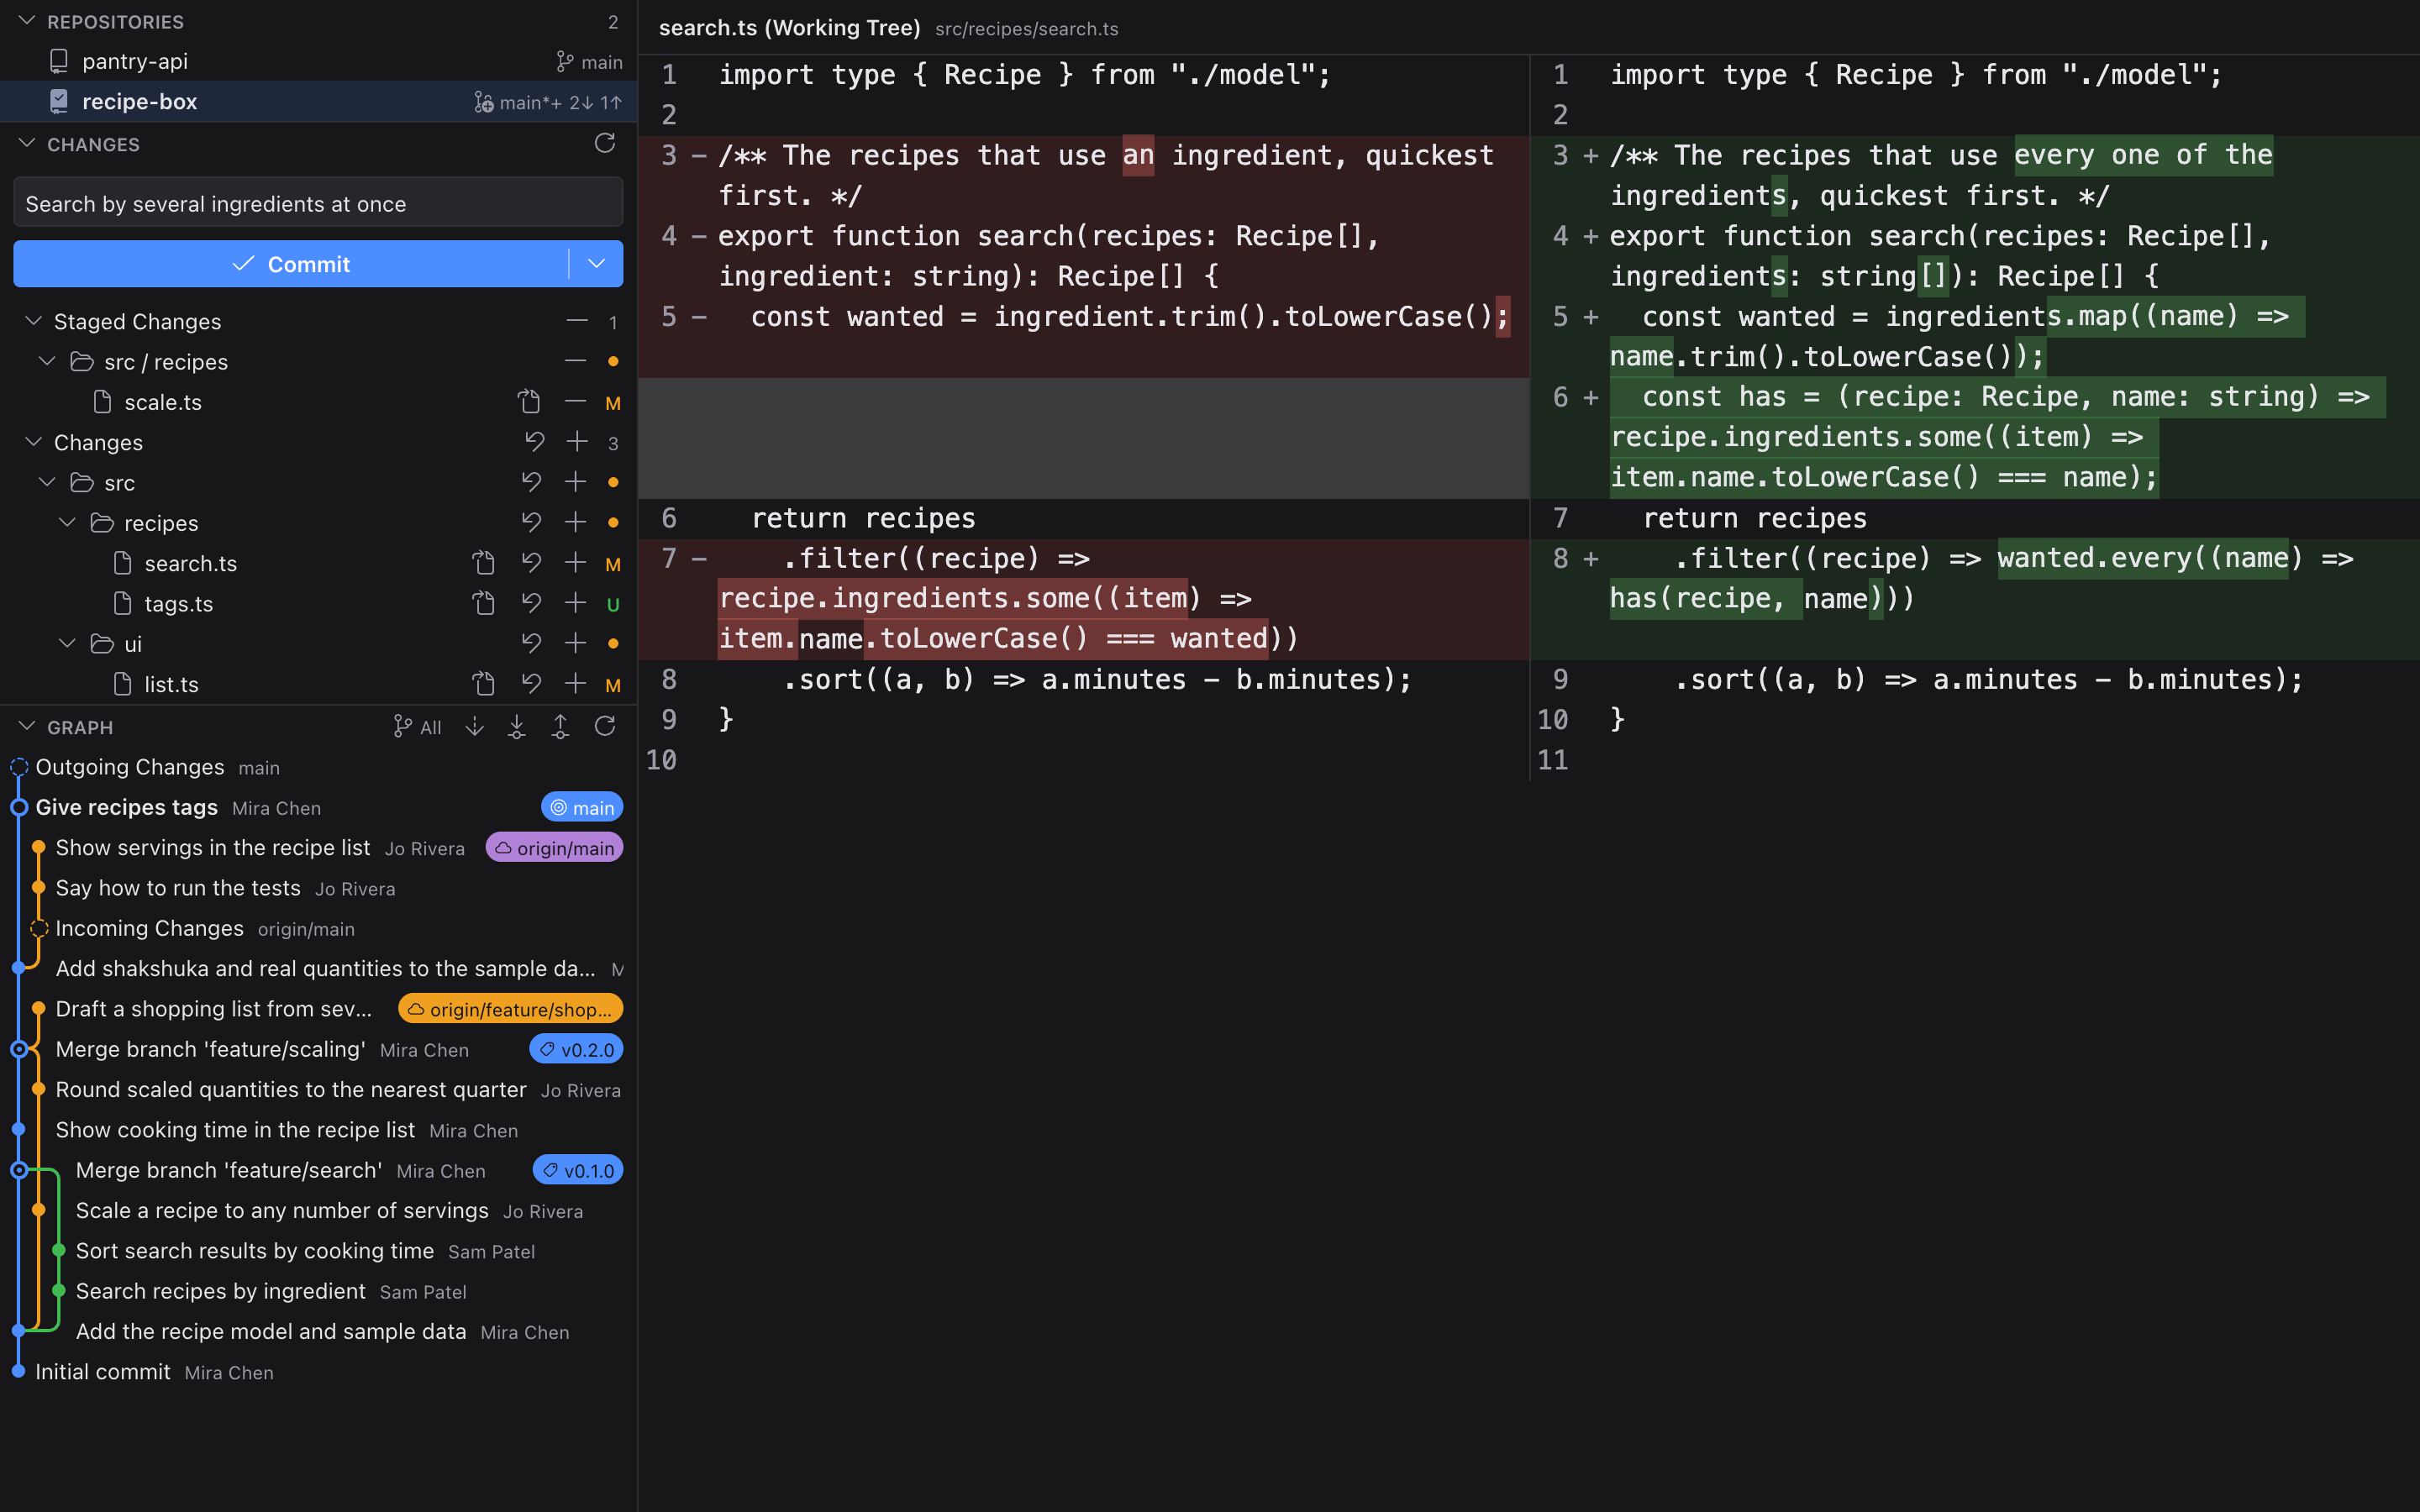 REPOSITORIES 2
pantry-api main
recipe-box main*+ 2↓ 1↑
CHANGES
Search by several ingredients at once
Commit
Staged Changes 1
src / recipes
scale.ts M
Changes 3
src
recipes
search.ts M
tags.ts U
ui
list.ts M
GRAPH All
Outgoing Changes main
Give recipes tags Mira Chen main
Show servings in the recipe list Jo Rivera origin/main
Say how to run the tests Jo Rivera
Incoming Changes origin/main
Add shakshuka and real quantities to the sample da... M
Draft a shopping list from sev... origin/feature/shop...
Merge branch 'feature/scaling' Mira Chen v0.2.0
Round scaled quantities to the nearest quarter Jo Rivera
Show cooking time in the recipe list Mira Chen
Merge branch 'feature/search' Mira Chen v0.1.0
Scale a recipe to any number of servings Jo Rivera
Sort search results by cooking time Sam Patel
Search recipes by ingredient Sam Patel
Add the recipe model and sample data Mira Chen
Initial commit Mira Chen
search.ts (Working Tree) src/recipes/search.ts
1 import type { Recipe } from "./model";
2
3 − /** The recipes that use an ingredient, quickest
first. */
4 − export function search(recipes: Recipe[],
ingredient: string): Recipe[] {
5 − const wanted = ingredient.trim().toLowerCase();
6 return recipes
7 − .filter((recipe) =>
recipe.ingredients.some((item) =>
item.name.toLowerCase() === wanted))
8 .sort((a, b) => a.minutes - b.minutes);
9 }
10
1 import type { Recipe } from "./model";
2
3 + /** The recipes that use every one of the
ingredients, quickest first. */
4 + export function search(recipes: Recipe[],
ingredients: string[]): Recipe[] {
5 + const wanted = ingredients.map((name) =>
name.trim().toLowerCase());
6 + const has = (recipe: Recipe, name: string) =>
recipe.ingredients.some((item) =>
item.name.toLowerCase() === name);
7 return recipes
8 + .filter((recipe) => wanted.every((name) =>
has(recipe, name)))
9 .sort((a, b) => a.minutes - b.minutes);
10 }
11